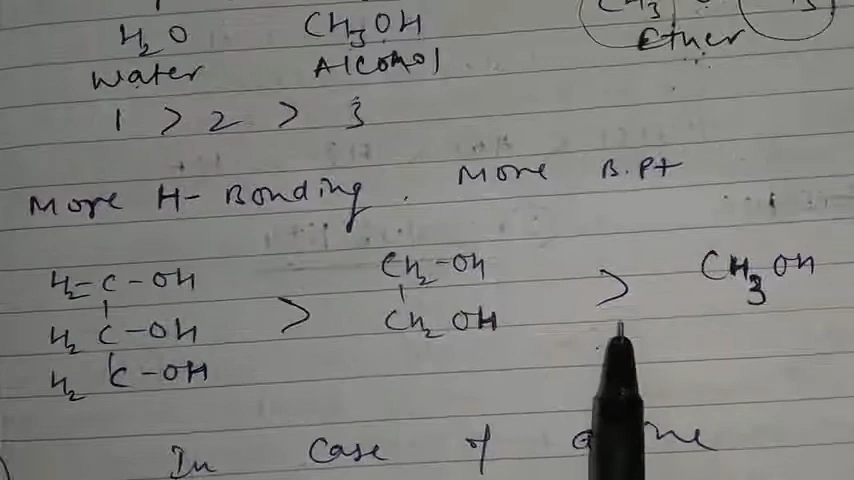 H2O CH3OH CH3
Water Alcohol Ether
1 > 2 > 3
More H- Bonding. More B.Pt
H2-C-OH CH2-OH CH3OH
H2 C-OH > CH2 OH >
H2 C-OH
In Case of